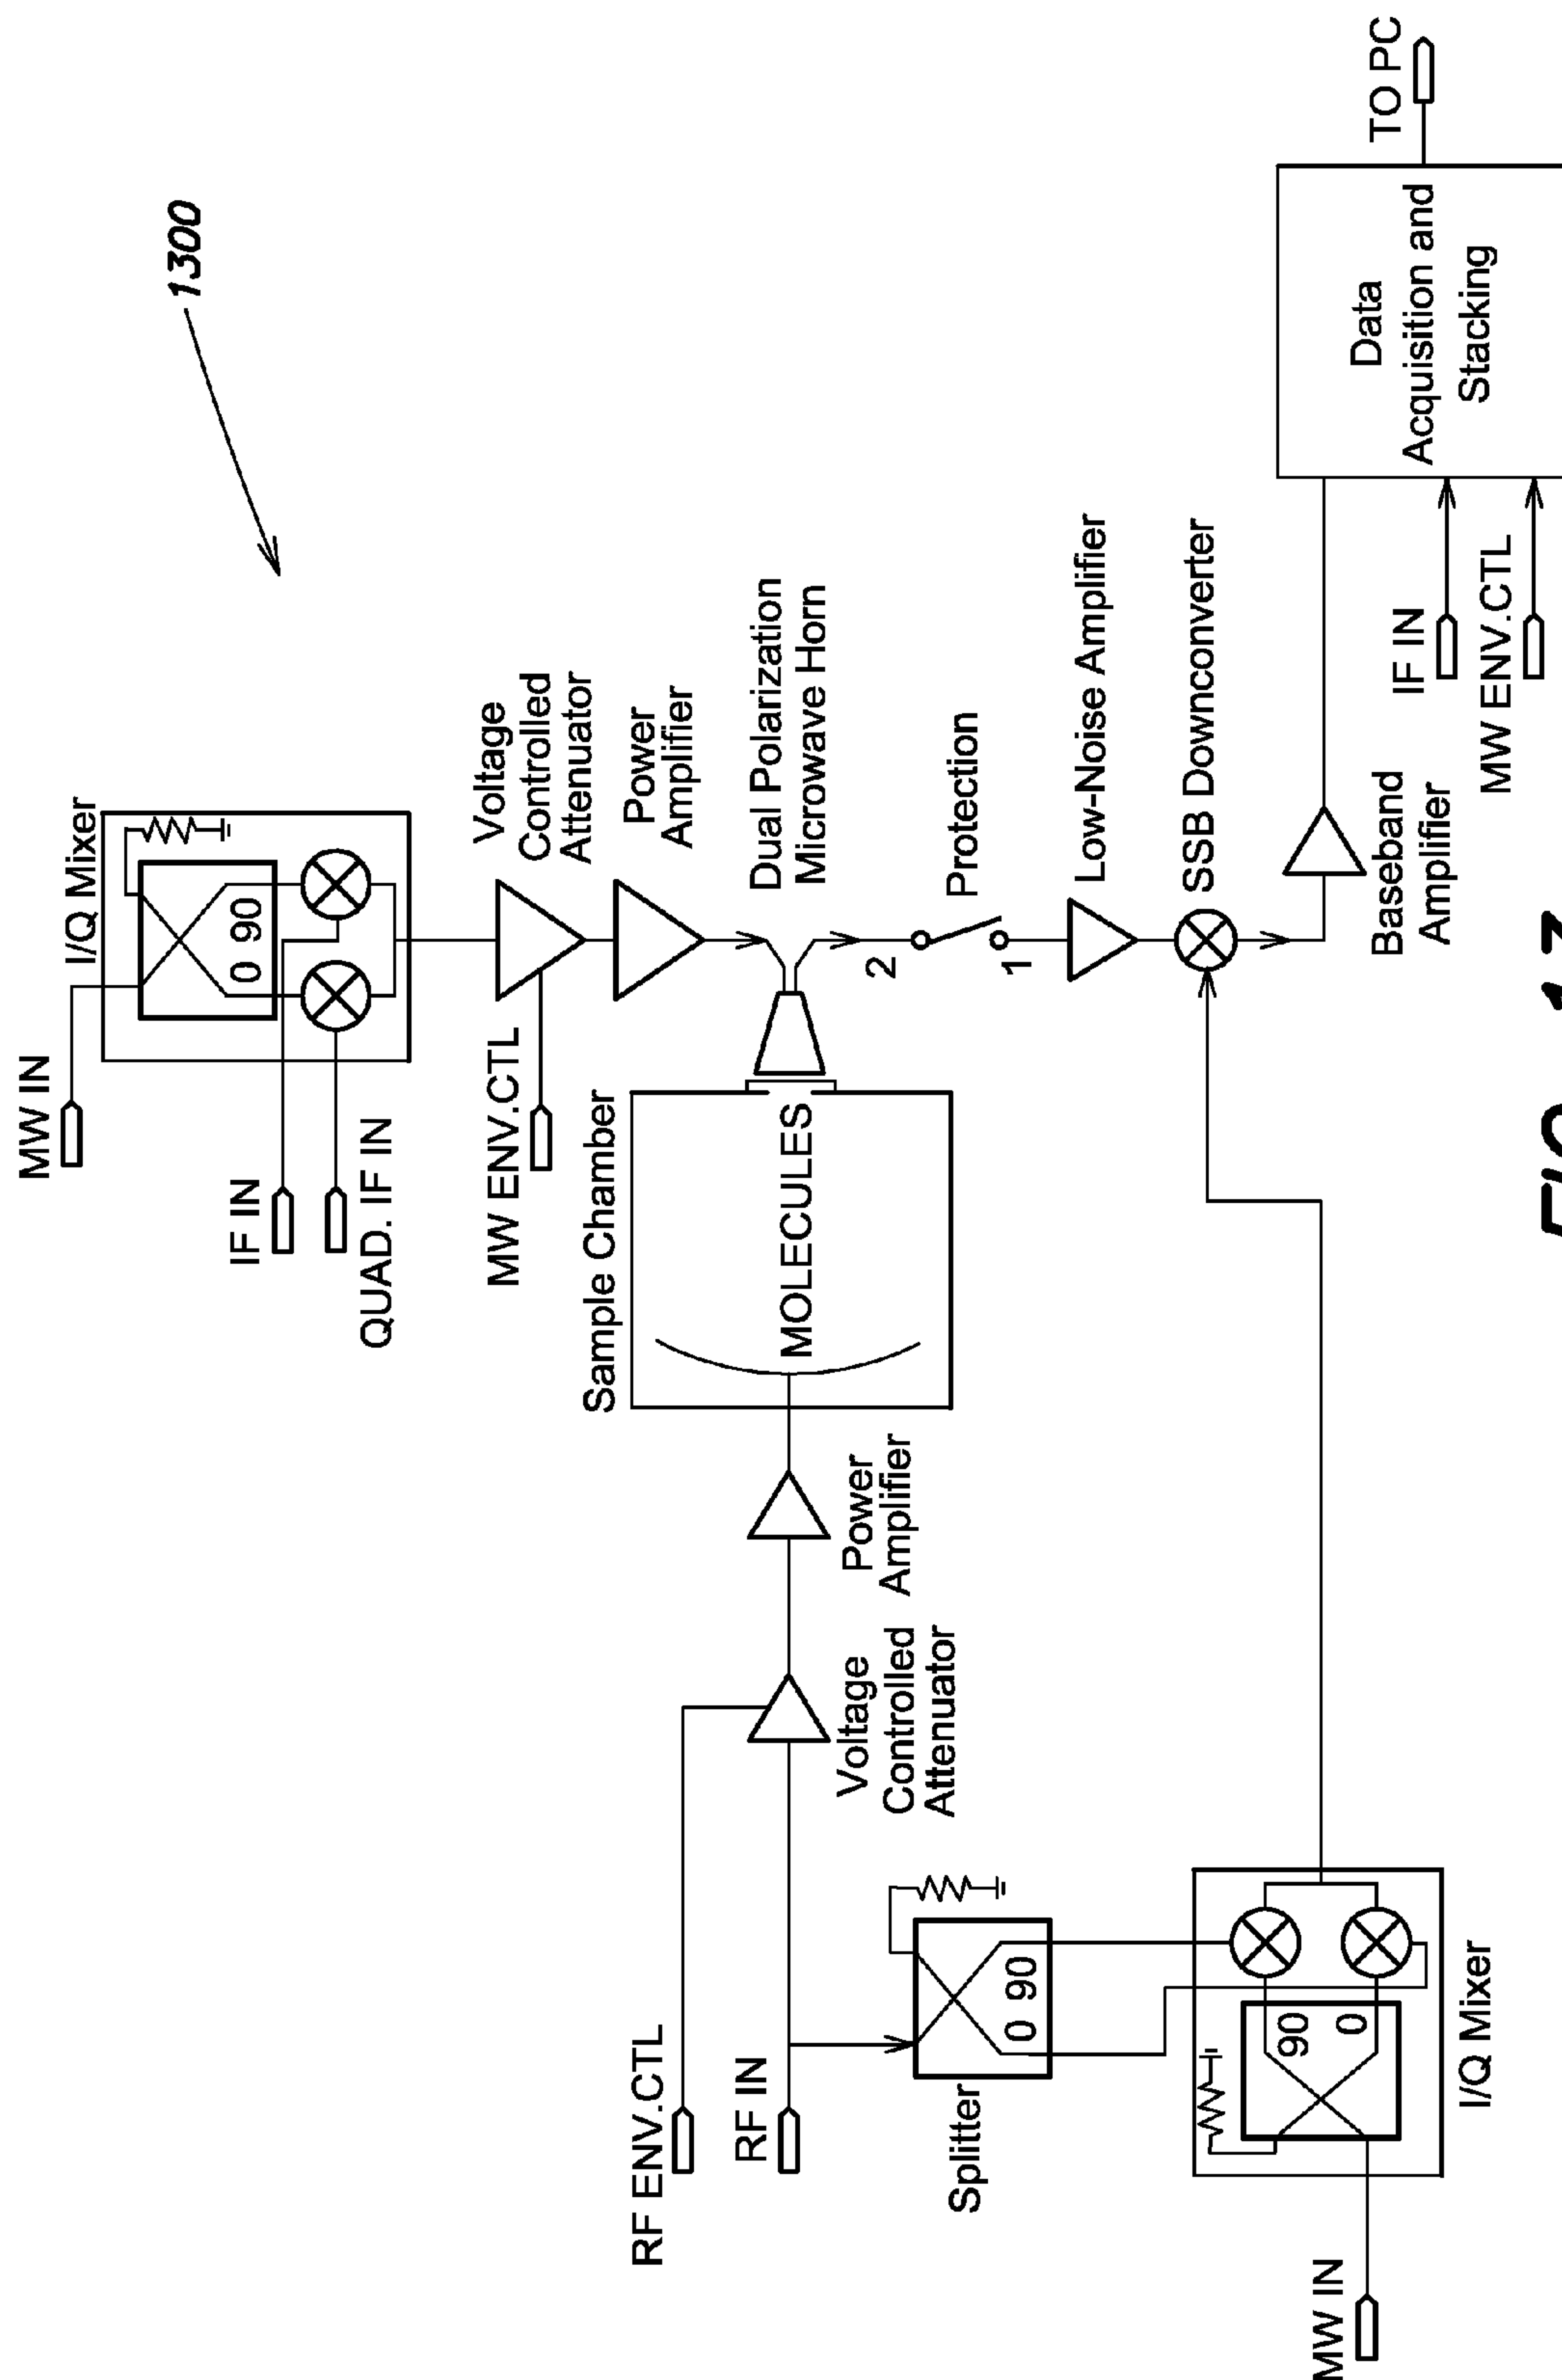 1300
MW IN
I/Q Mixer
0 90
IF IN
QUAD. IF IN
MW ENV.CTL
Voltage
Controlled
Attenuator
Power
Amplifier
Sample Chamber
MOLECULES
Dual Polarization
Microwave Horn
RF ENV.CTL
RF IN
Voltage
Controlled
Attenuator
Power
Amplifier
2
1
Protection
Splitter
0 90
Low-Noise Amplifier
SSB Downconverter
MW IN
90
0
I/Q Mixer
Baseband
Amplifier
Data
Acquisition and
Stacking
TO PC
IF IN
MW ENV.CTL